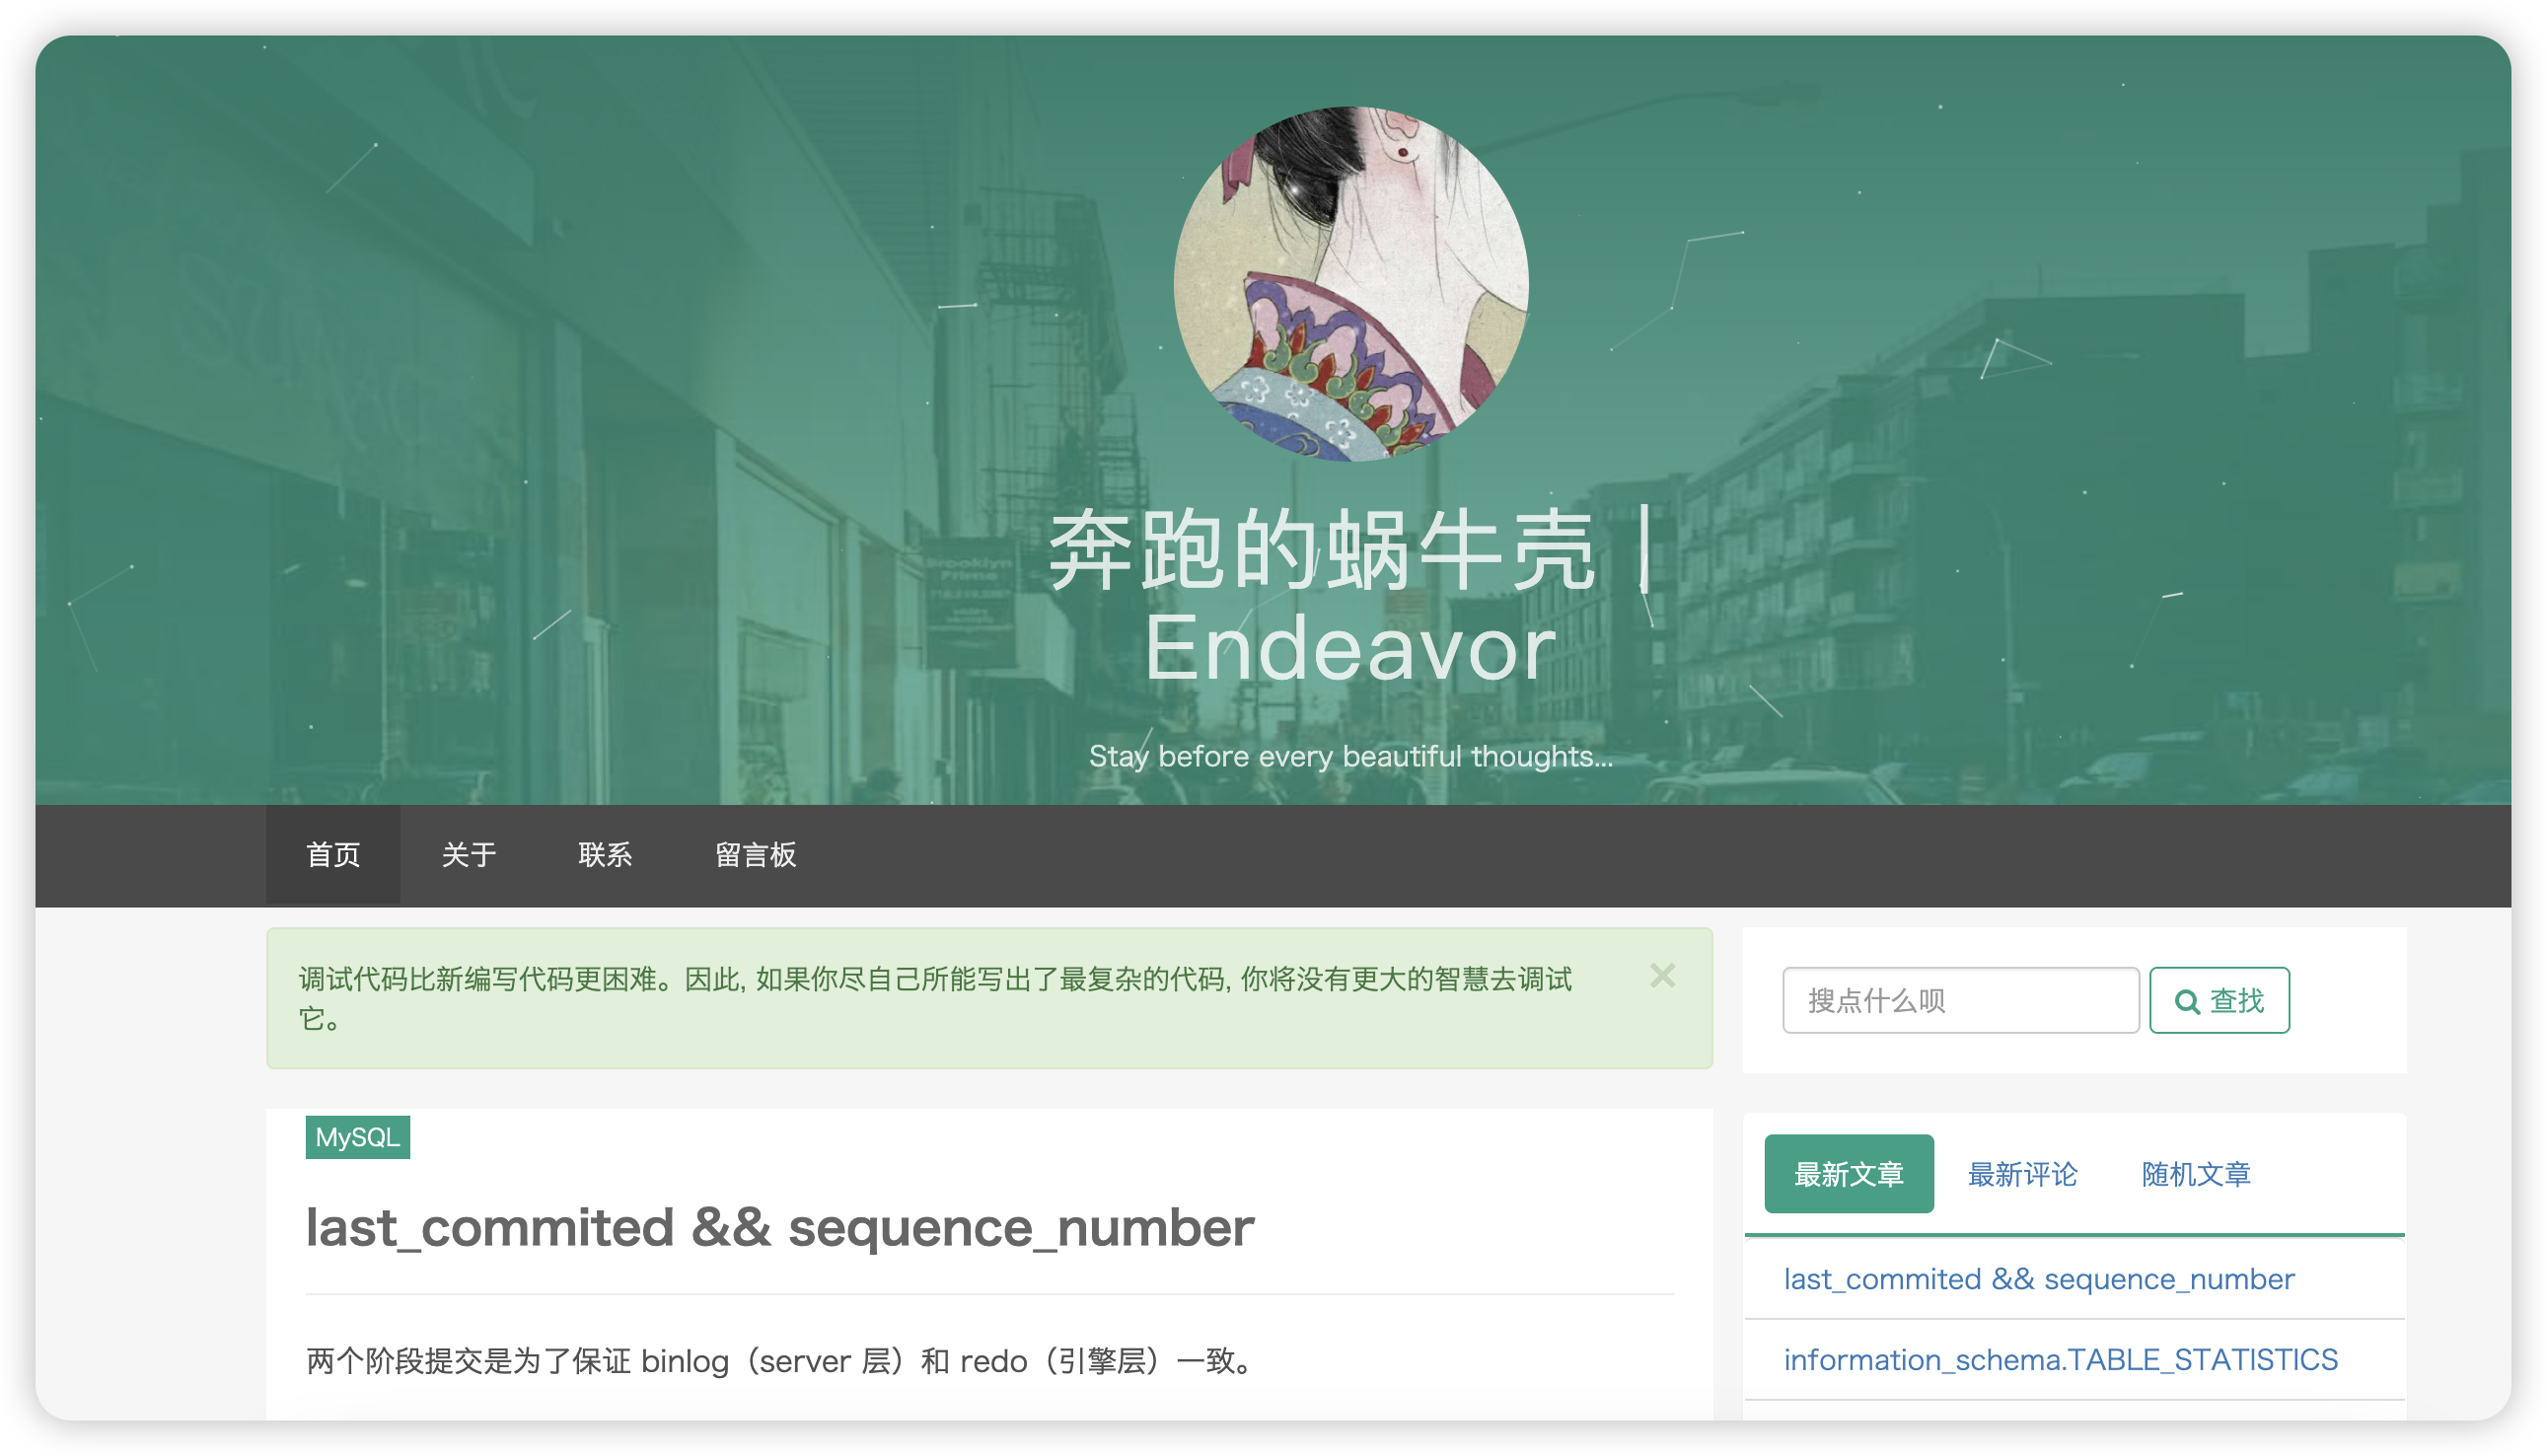 奔跑的蜗牛壳 |
Endeavor
Stay before every beautiful thoughts...
首页 关于 联系 留言板
调试代码比新编写代码更困难。因此, 如果你尽自己所能写出了最复杂的代码, 你将没有更大的智慧去调试
它。
×
搜点什么呗
查找
MySQL
last_commited && sequence_number
两个阶段提交是为了保证 binlog（server 层）和 redo（引擎层）一致。
最新文章 最新评论 随机文章
last_commited && sequence_number
information_schema.TABLE_STATISTICS
Brooklyn